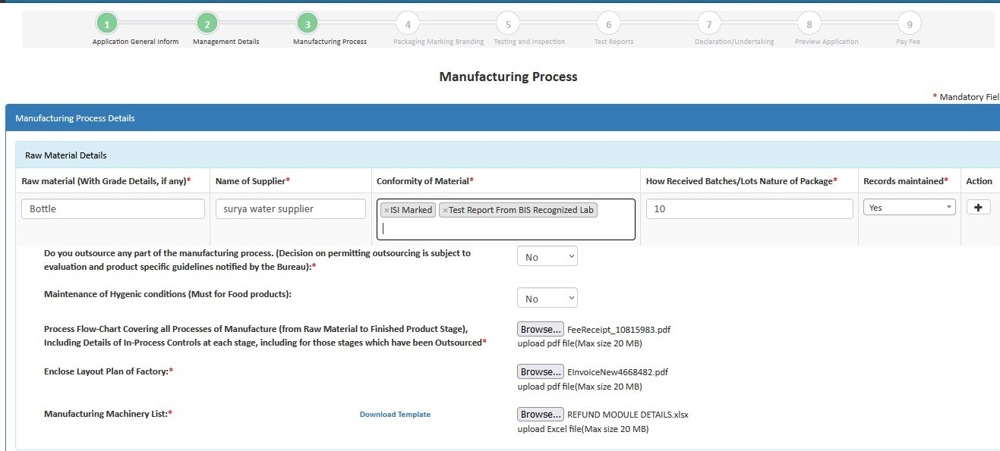 1 2 3 4 5 6 7 8 9
Application General Inform Management Details Manufacturing Process Packaging Marking Branding Testing and Inspection Test Reports Declaration/Undertaking Preview Application Pay Fee
Manufacturing Process
* Mandatory Fiel
Manufacturing Process Details
Raw Material Details
Raw material (With Grade Details, if any)* Name of Supplier* Conformity of Material* How Received Batches/Lots Nature of Package* Records maintained* Action
Bottle surya water supplier ×ISI Marked ×Test Report From BIS Recognized Lab 10 Yes
Do you outsource any part of the manufacturing process. (Decision on permitting outsourcing is subject to
evaluation and product specific guidelines notified by the Bureau):*
No
Maintenance of Hygenic conditions (Must for Food products):
No
Process Flow-Chart Covering all Processes of Manufacture (from Raw Material to Finished Product Stage),
Including Details of In-Process Controls at each stage, including for those stages which have been Outsourced*
Browse... FeeReceipt_10815983.pdf
upload pdf file(Max size 20 MB)
Enclose Layout Plan of Factory:*
Browse... EInvoiceNew4668482.pdf
upload pdf file(Max size 20 MB)
Manufacturing Machinery List:* Download Template
Browse... REFUND MODULE DETAILS.xlsx
upload Excel file(Max size 20 MB)